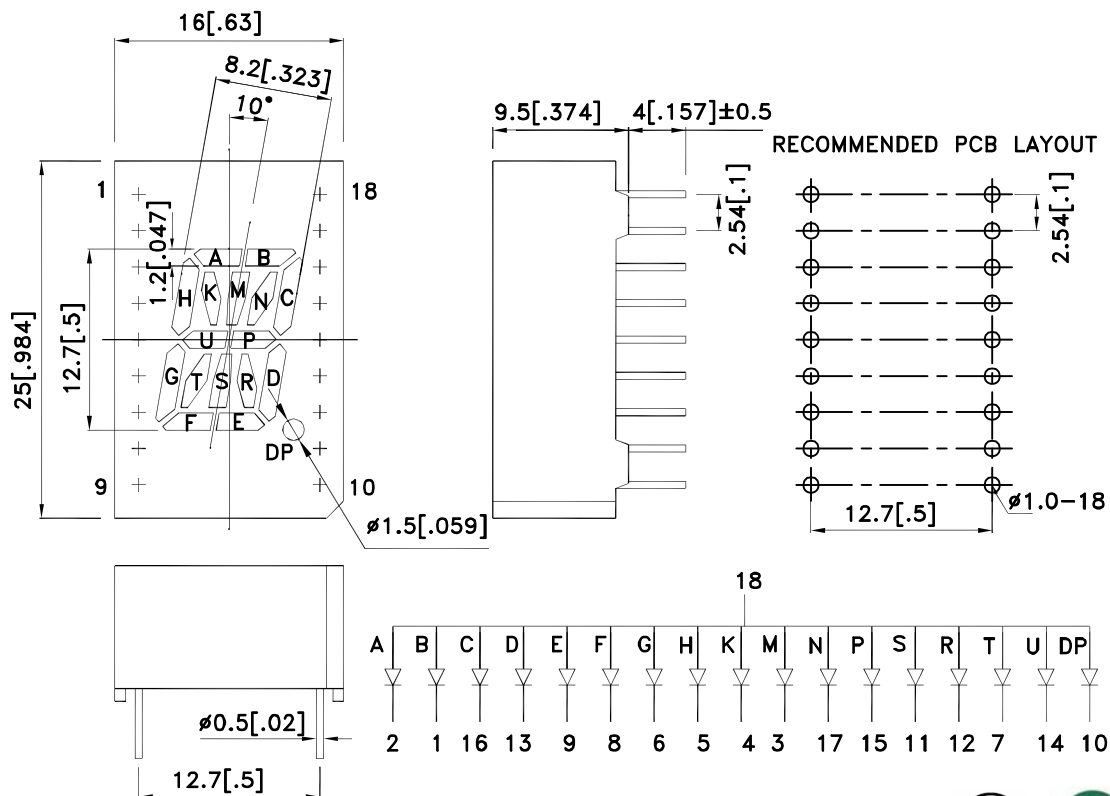 16[.63]
8.2[.323]
10°
1
18
1.2[.047]
25[.984]
12.7[.5]
A B
H K M N C
U P
G T S R D
F E
DP
9
10
ø1.5[.059]
9.5[.374]
4[.157]±0.5
2.54[.1]
RECOMMENDED PCB LAYOUT
2.54[.1]
ø1.0-18
12.7[.5]
ø0.5[.02]
12.7[.5]
18
A B C D E F G H K M N P S R T U DP
2 1 16 13 9 8 6 5 4 3 17 15 11 12 7 14 10